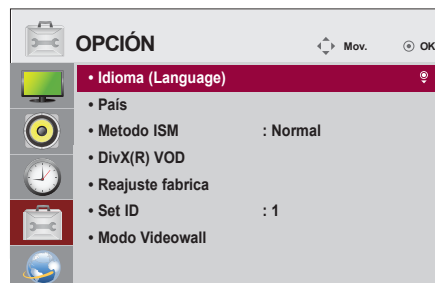 OPCIÓN Mov. OK
• Idioma (Language)
• País
• Metodo ISM : Normal
• DivX(R) VOD
• Reajuste fabrica
• Set ID : 1
• Modo Videowall